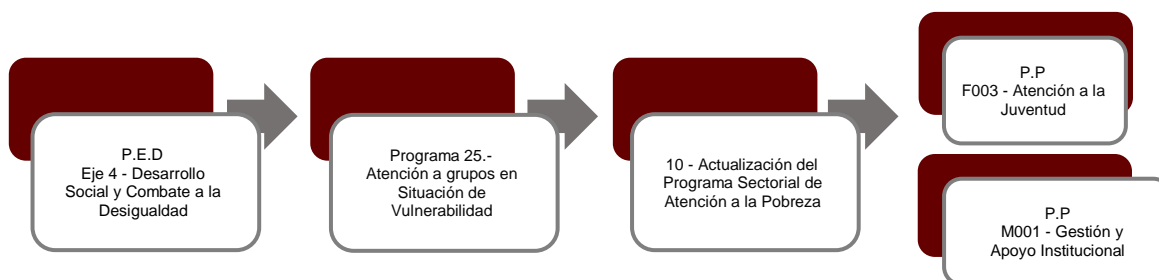 P.E.D
Eje 4 - Desarrollo
Social y Combate a la
Desigualdad
Programa 25.-
Atención a grupos en
Situación de
Vulnerabilidad
10 - Actualización del
Programa Sectorial de
Atención a la Pobreza
P.P
F003 - Atención a la
Juventud
P.P
M001 - Gestión y
Apoyo Institucional